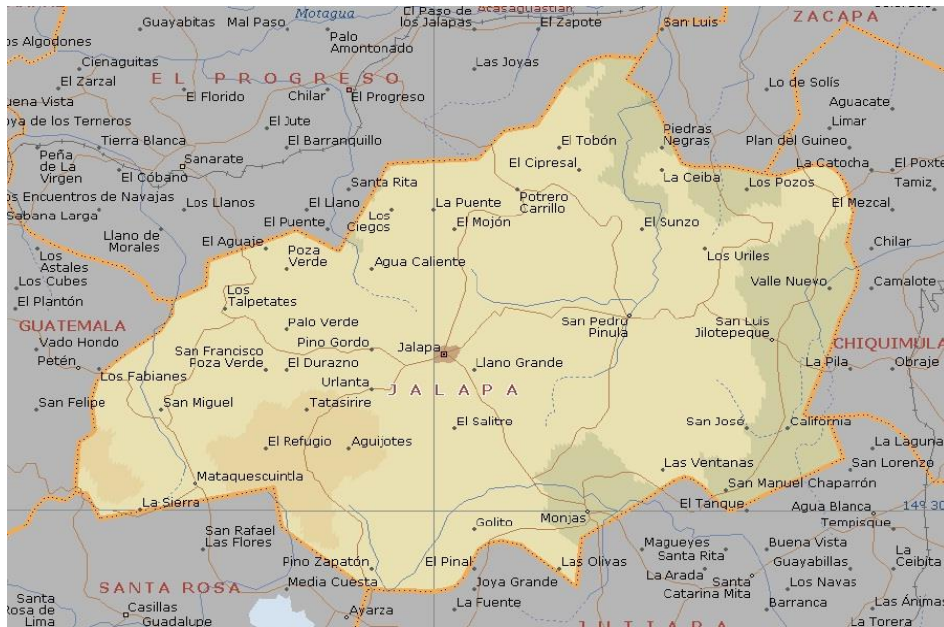 Motagua
El Paso de
los Jalapas
Acasaguastlán
Guayabitas
Mal Paso
Palo
Amontonado
El Zapote
San Luis
ZACAPA
os Algodones
Cienaguitas
El Zarzal
Las Joyas
EL PROGRESO
Lo de Solís
uena Vista
El Florido
Chilar
El Progreso
Aguacate
oya de los Terneros
El Jute
Limar
Tierra Blanca
El Barranquillo
El Tobón
Piedras
Negras
Plan del Guineo
Peña
de La
Virgen
Sanarate
El Cipresal
La Catocha
El Poxte
El Cóbano
Santa Rita
La Ceiba
Los Pozos
Tamiz
os Encuentros de Navajas
Sabana Larga
Los Llanos
El Llano
Los
Ciegos
La Puente
Potrero
Carrillo
El Mezcal
Llano de
Morales
El Puente
El Mojón
El Sunzo
El Aguaje
Poza
Verde
Agua Caliente
Los Uriles
Chilar
Los
Astales
Los Cubes
Valle Nuevo
Camalote
El Plantón
Los
Talpetates
GUATEMALA
Palo Verde
San Pedro
Pinula
San Luis
Jilotepeque
CHIQUIMULA
Vado Hondo
Pino Gordo
Jalapa
San Francisco
Poza Verde
El Durazno
Llano Grande
Petén
La Pila
Obraje
Los Fabianes
Urlanta
JALAPA
San Felipe
San Miguel
Tatasirire
El Salitre
San José
California
El Refugio
Aguijotes
La Laguna
Las Ventanas
San Lorenzo
Mataquescuintla
San Manuel Chaparrón
La Sierra
El Tanque
Agua Blanca
14º 30
San Rafael
Las Flores
Golito
Monjas
Tempisque
Magueyes
Buena Vista
Santa Rita
La
Ceibita
Pino Zapatón
El Pinal
Las Olivas
La Arada
Guayabillas
SANTA ROSA
Media Cuesta
Joya Grande
Santa
Catarina Mita
Los Navas
Santa
Rosa de
Lima
Casillas
Guadalupe
Ayarza
La Fuente
JUTIAPA
Barranca
Las Ánimas
La Torera